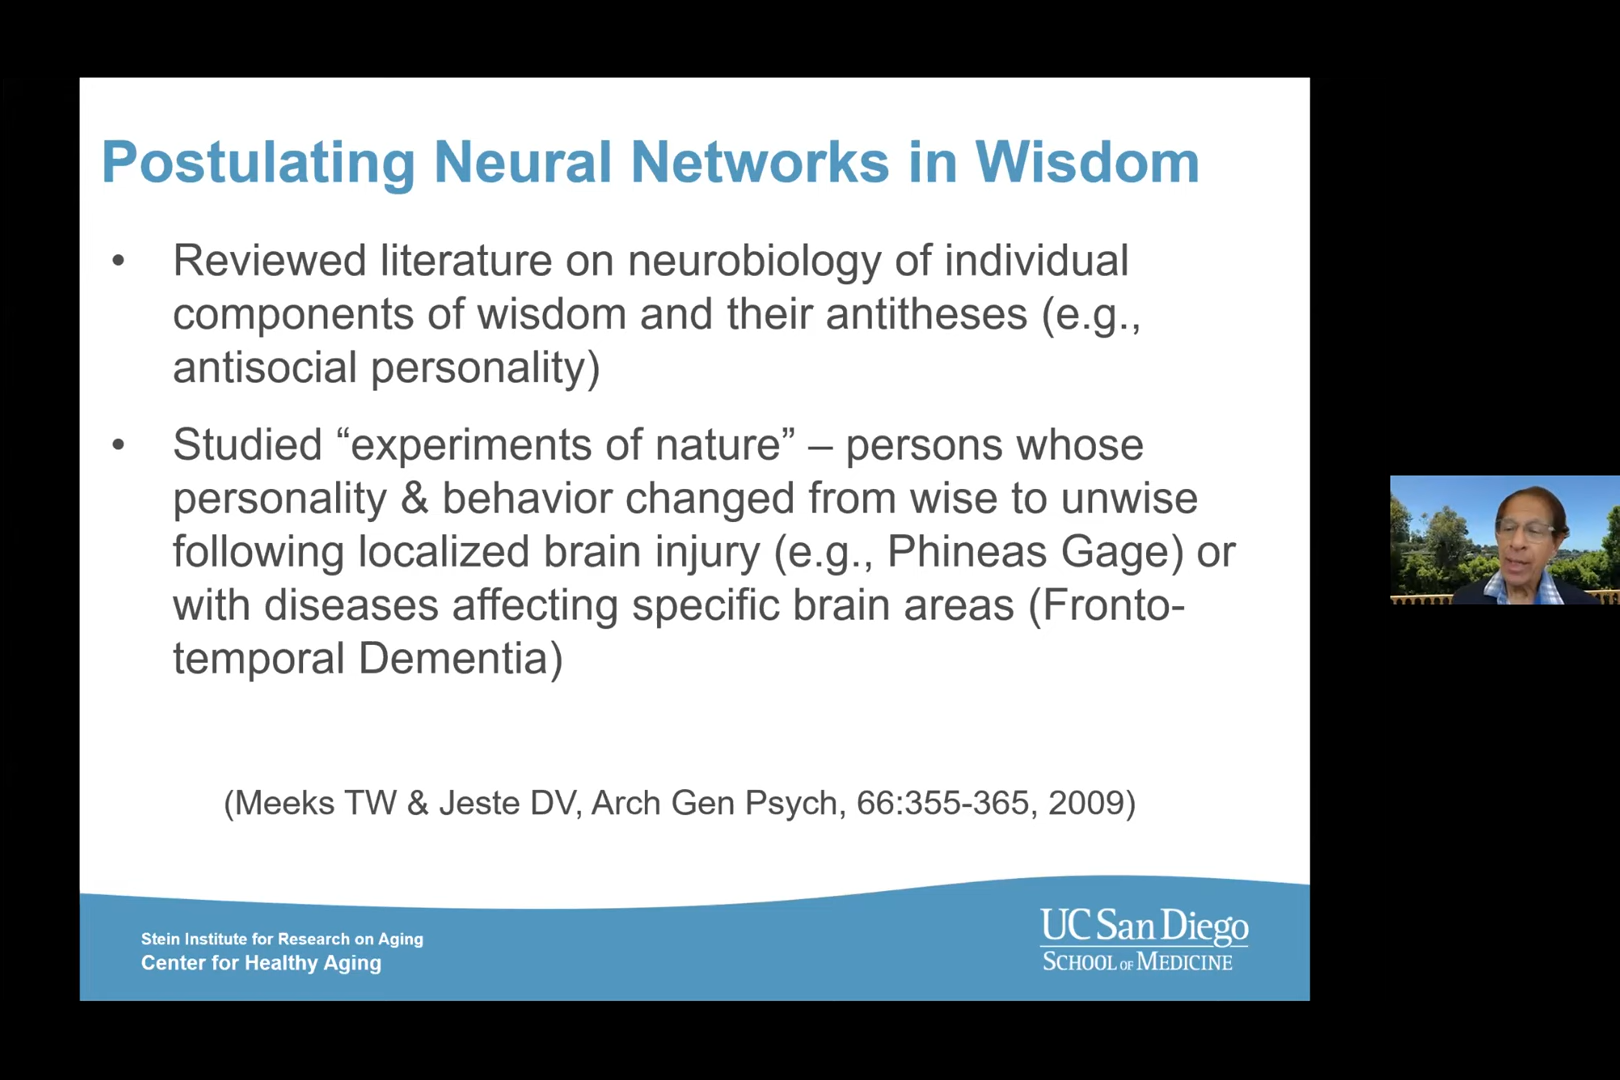 Postulating Neural Networks in Wisdom
• Reviewed literature on neurobiology of individual
components of wisdom and their antitheses (e.g.,
antisocial personality)
• Studied “experiments of nature” – persons whose
personality & behavior changed from wise to unwise
following localized brain injury (e.g., Phineas Gage) or
with diseases affecting specific brain areas (Fronto-
temporal Dementia)
(Meeks TW & Jeste DV, Arch Gen Psych, 66:355-365, 2009)
Stein Institute for Research on Aging
Center for Healthy Aging
UC San Diego
SCHOOL OF MEDICINE